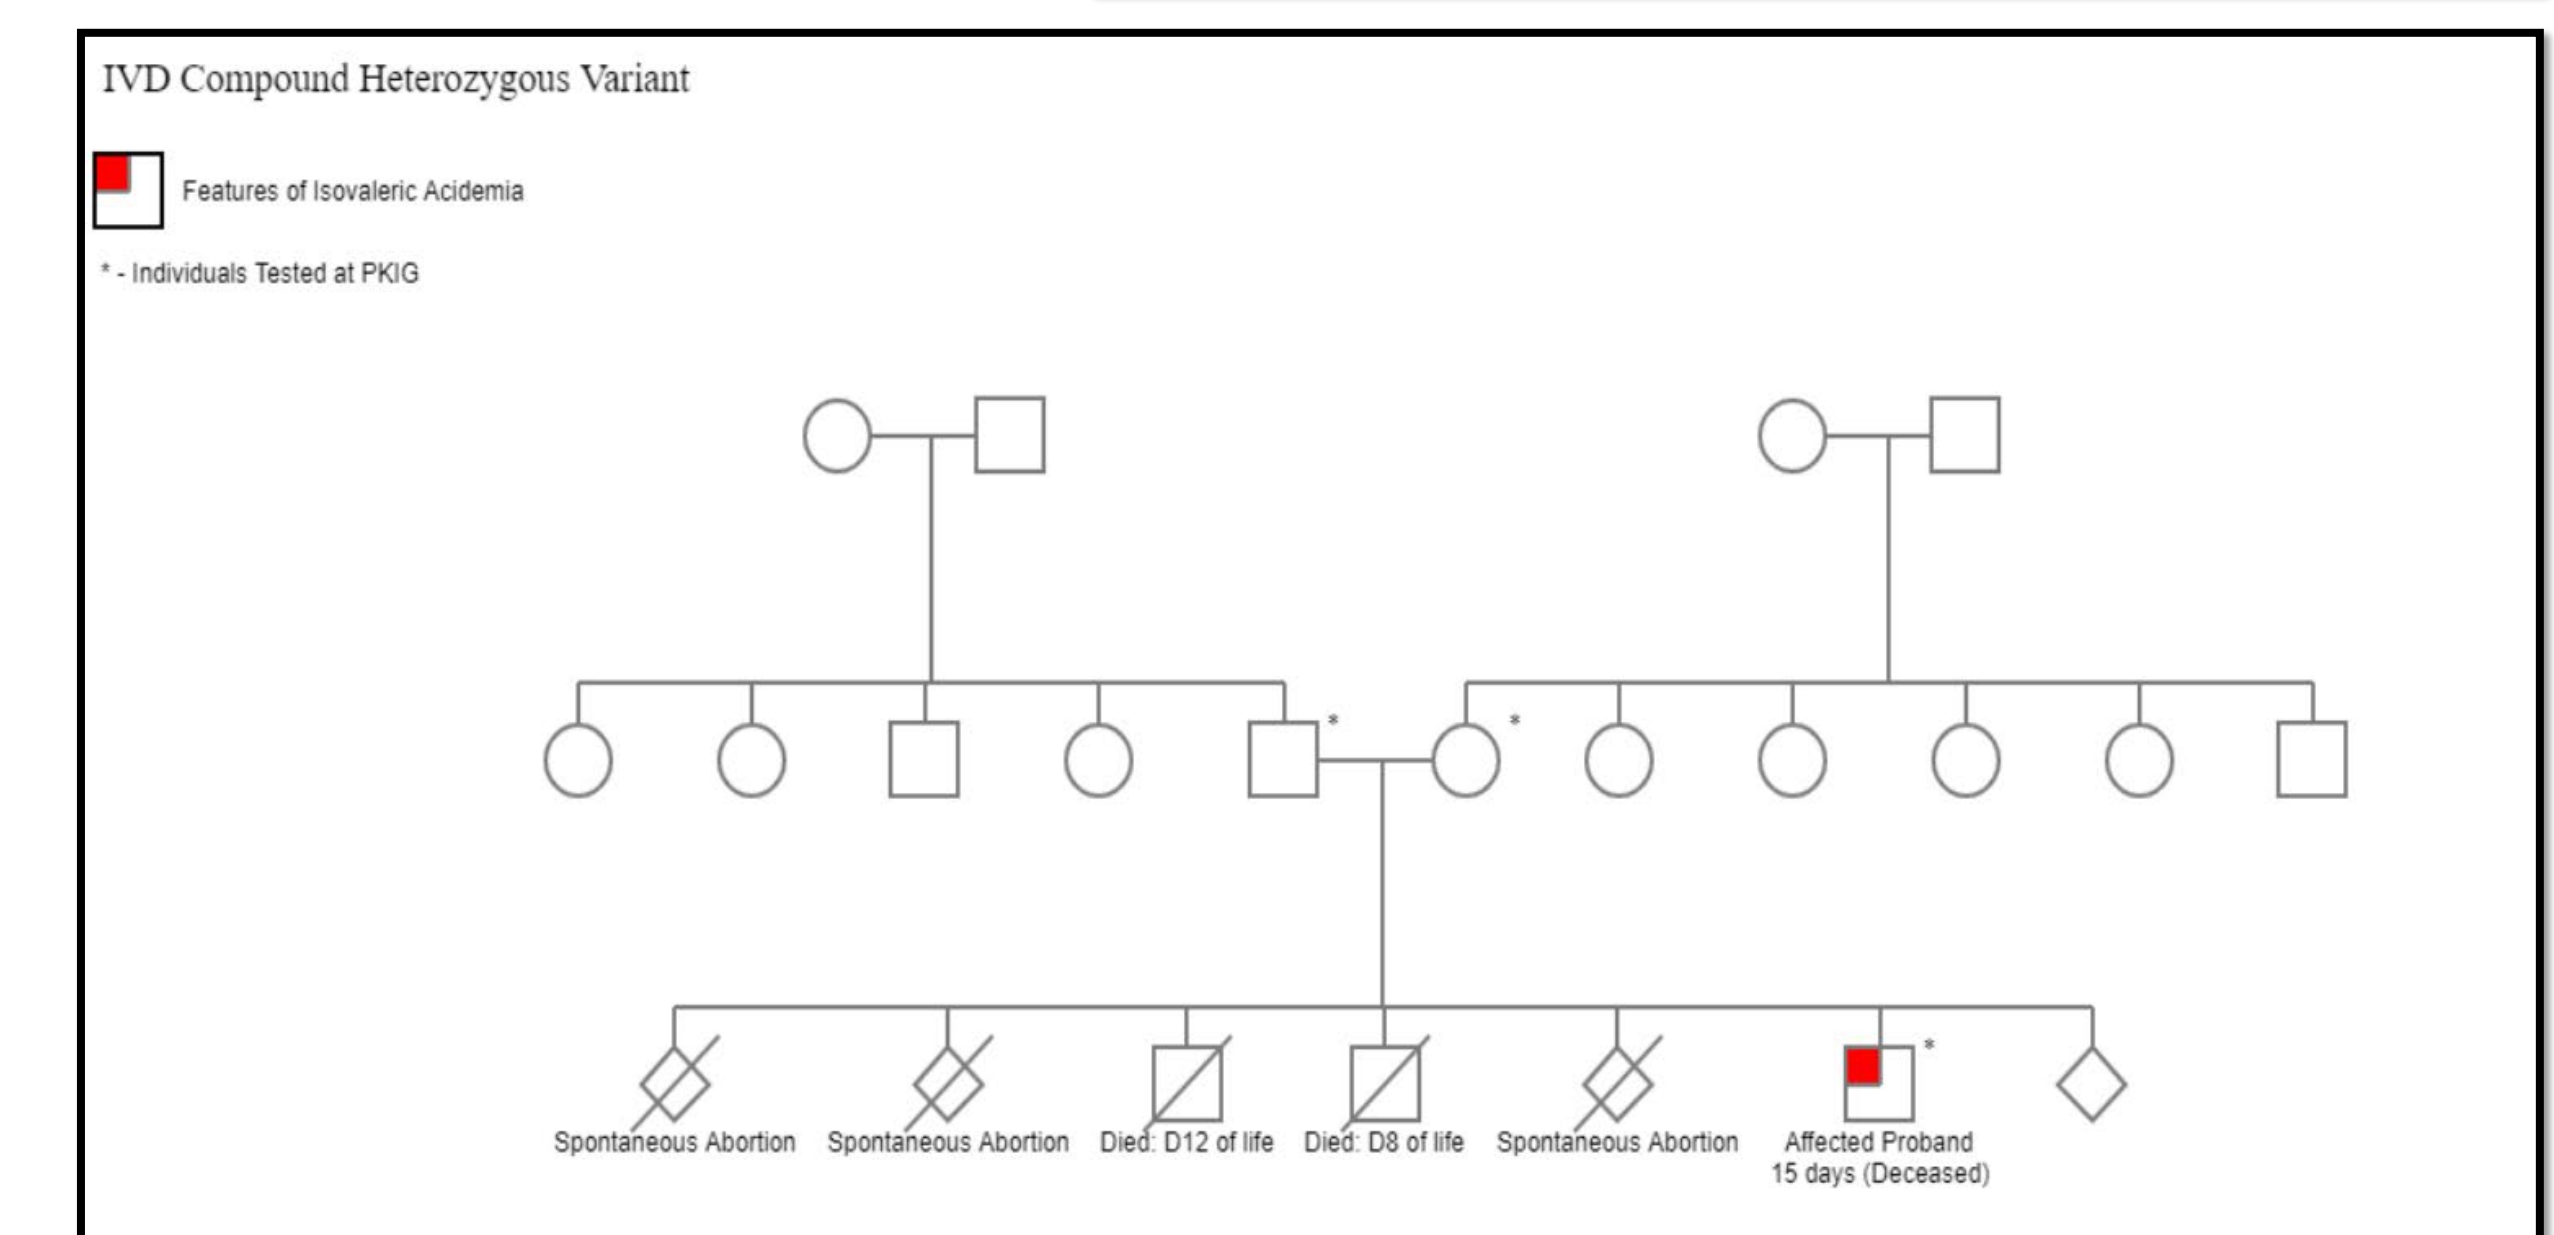 IVD Compound Heterozygous Variant
Features of Isovaleric Acidemia
* - Individuals Tested at PKIG
* *
*
Spontaneous Abortion Spontaneous Abortion Died: D12 of life Died: D8 of life Spontaneous Abortion Affected Proband
15 days (Deceased)